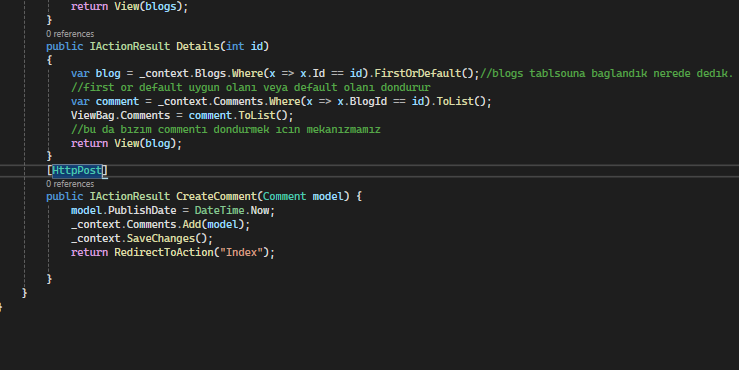 return View(blogs);
}
0 references
public IActionResult Details(int id)
{
var blog = _context.Blogs.Where(x => x.Id == id).FirstOrDefault();//blogs tablsouna baglandık nerede dedık.
//first or default uygun olanı veya default olanı dondurur
var comment = _context.Comments.Where(x => x.BlogId == id).ToList();
ViewBag.Comments = comment.ToList();
//bu da bızım commentı dondurmek ıcın mekanızmamız
return View(blog);
}
[HttpPost]
0 references
public IActionResult CreateComment(Comment model) {
model.PublishDate = DateTime.Now;
_context.Comments.Add(model);
_context.SaveChanges();
return RedirectToAction("Index");
}
}
}